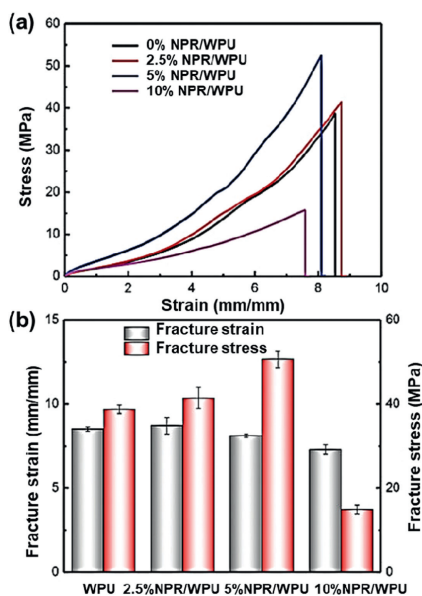 (a)
60
50
40
30
20
10
0
Stress (MPa)
0% NPR/WPU
2.5% NPR/WPU
5% NPR/WPU
10% NPR/WPU
0 2 4 6 8 10
Strain (mm/mm)
(b)
15
10
5
0
Fracture strain (mm/mm)
Fracture strain
Fracture stress
60
40
20
0
Fracture stress (MPa)
WPU 2.5%NPR/WPU 5%NPR/WPU 10%NPR/WPU